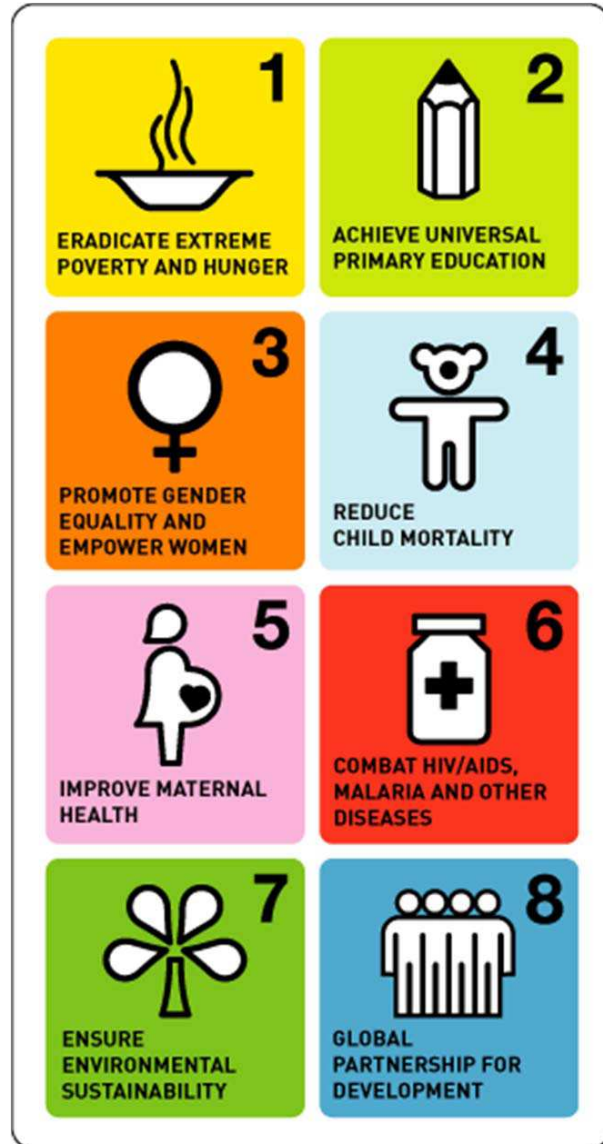 1
ERADICATE EXTREME
POVERTY AND HUNGER
2
ACHIEVE UNIVERSAL
PRIMARY EDUCATION
3
PROMOTE GENDER
EQUALITY AND
EMPOWER WOMEN
4
REDUCE
CHILD MORTALITY
5
IMPROVE MATERNAL
HEALTH
6
COMBAT HIV/AIDS,
MALARIA AND OTHER
DISEASES
7
ENSURE
ENVIRONMENTAL
SUSTAINABILITY
8
GLOBAL
PARTNERSHIP FOR
DEVELOPMENT